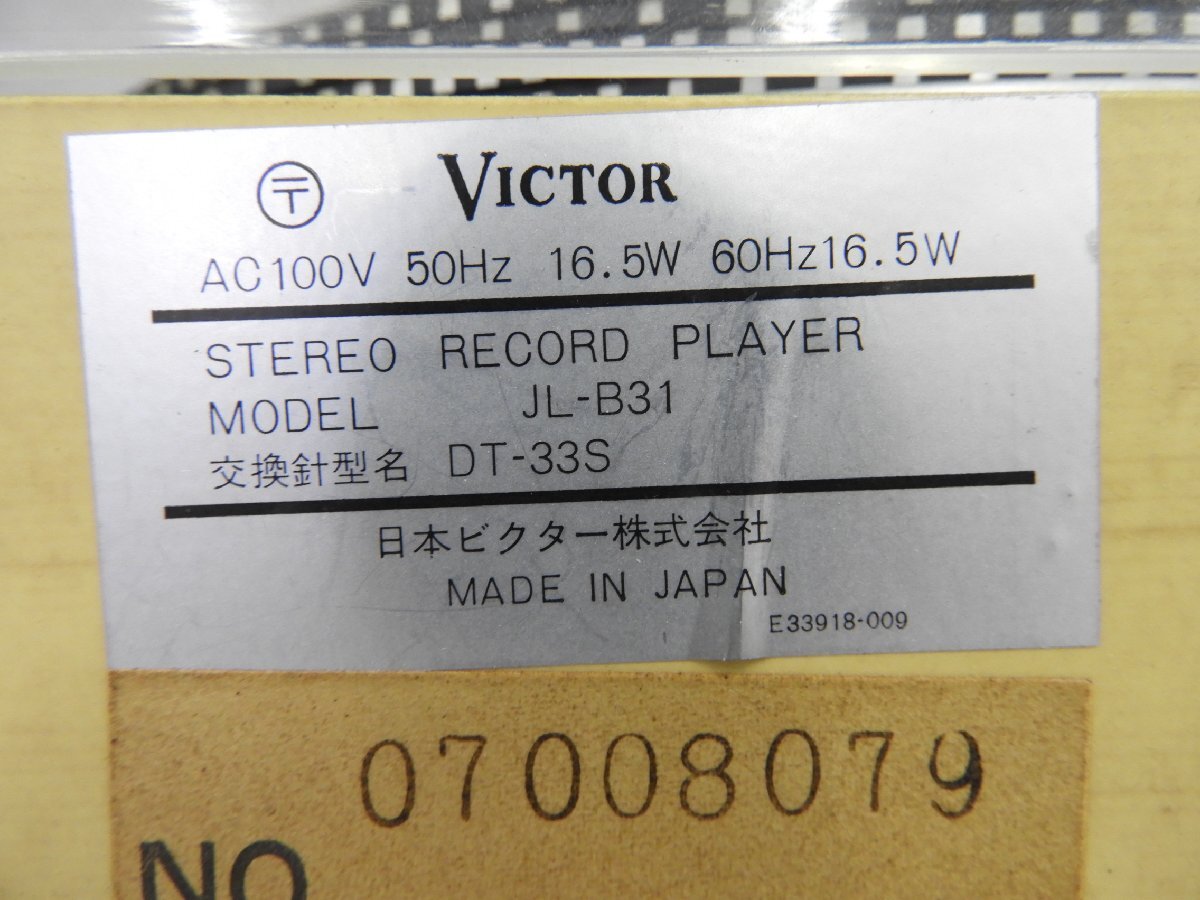 〒 VICTOR
AC100V 50Hz 16.5W 60Hz16.5W
STEREO RECORD PLAYER
MODEL JL-B31
交換針型名 DT-33S
日本ビクター株式会社
MADE IN JAPAN
E33918-009
07008079
NO